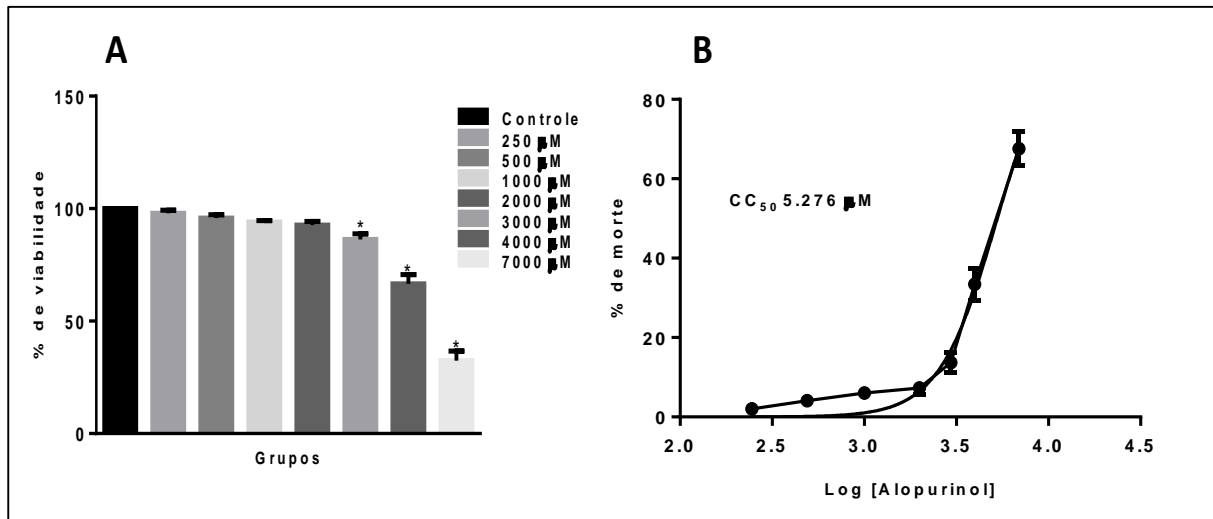 A
150
100
50
0
% de viabilidade
Grupos
*
*
*
Controle
250 µM
500 µM
1000 µM
2000 µM
3000 µM
4000 µM
7000 µM
B
80
60
40
20
0
% de morte
CC50 5.276 µM
2.0 2.5 3.0 3.5 4.0 4.5
Log [Alopurinol]